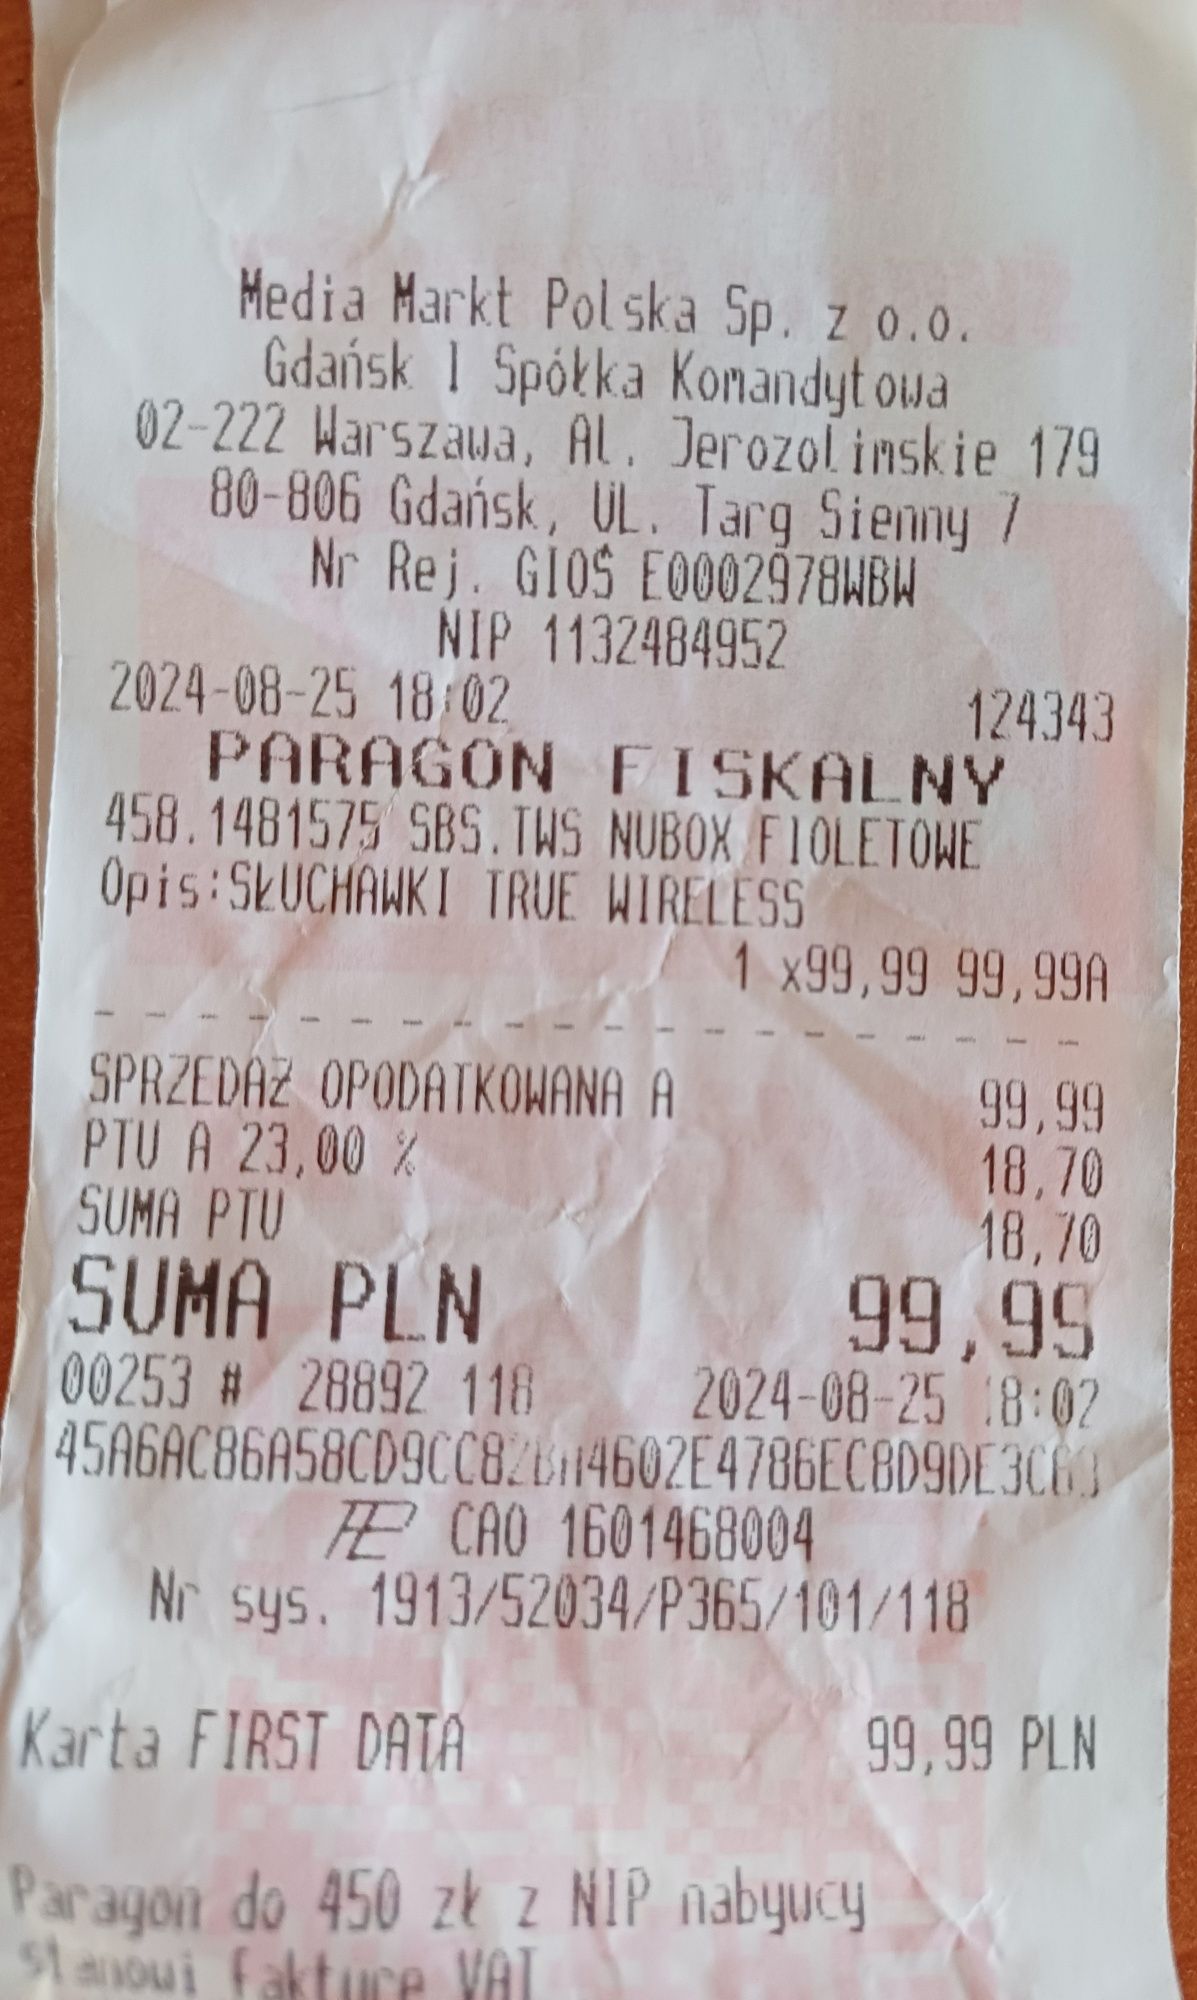 Media Markt Polska Sp. z o.o.
Gdańsk I Spółka Komandytowa
02-222 Warszawa, Al. Jerozolimskie 179
80-806 Gdańsk, UL. Targ Sienny 7
Nr Rej. GIOŚ E0002978WBW
NIP 1132484952
2024-08-25 18:02 124343
PARAGON FISKALNY
458.1481575 SBS.TWS NUBOX FIOLETOWE
Opis:SŁUCHAWKI TRUE WIRELESS
1 x99,99 99,99A
SPRZEDAŻ OPODATKOWANA A 99,99
PTU A 23,00 % 18,70
SUMA PTU 18,70
SUMA PLN 99,99
00253 # 28892 118 2024-08-25 18:02
CAO 1601468004
Nr sys. 1913/52034/P365/101/118
Karta FIRST DATA 99,99 PLN
Paragon do 450 zł z NIP nabywcy
stanowi fakturę VAT